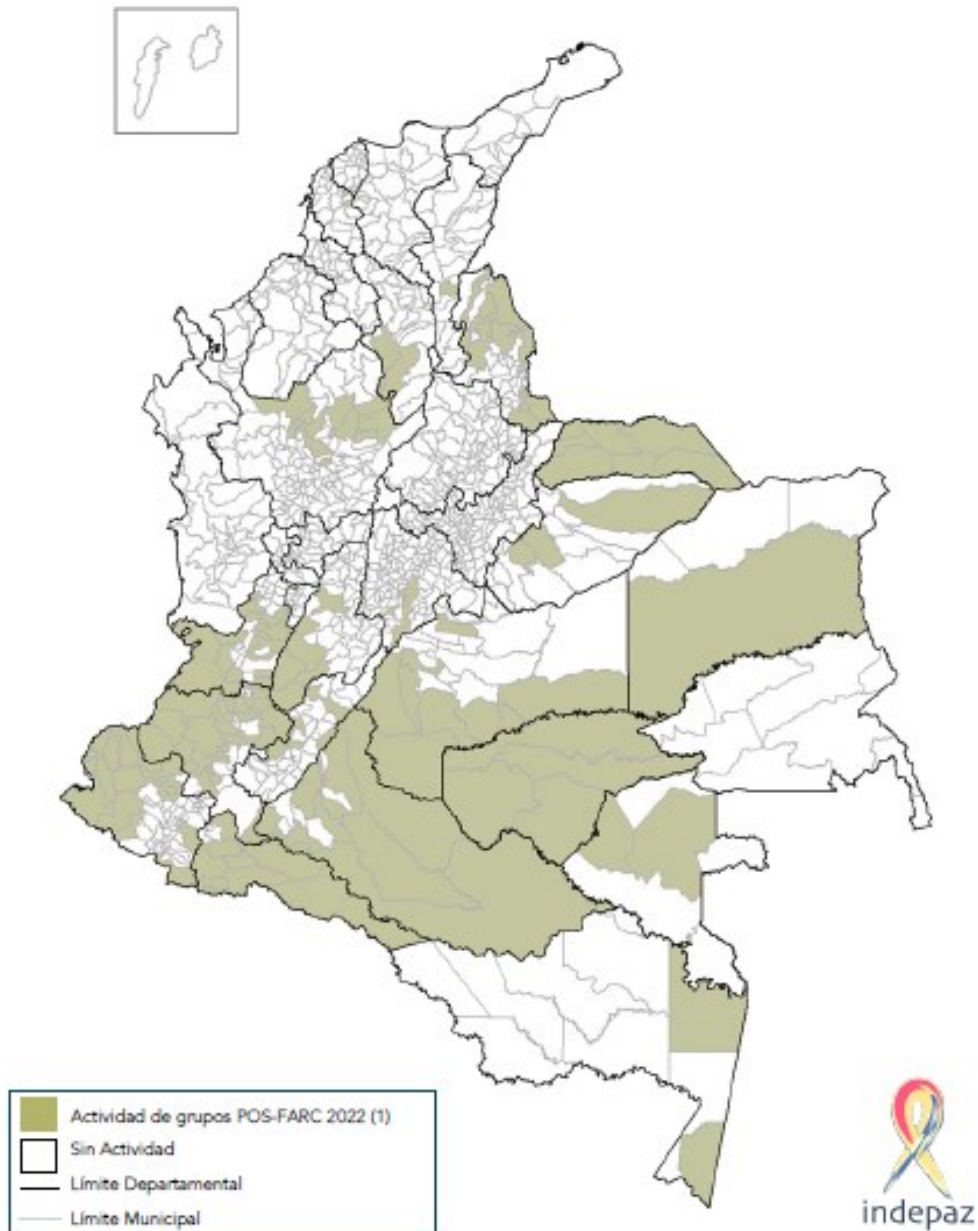 Actividad de grupos POS-FARC 2022 (1)
Sin Actividad
Límite Departamental
Límite Municipal
indepaz